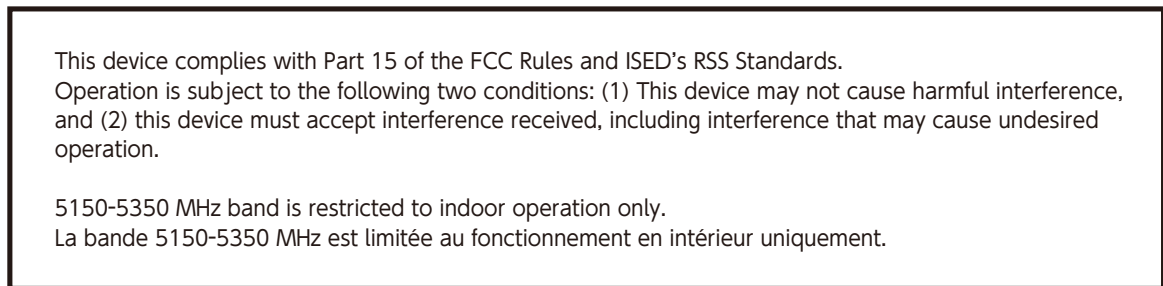 This device complies with Part 15 of the FCC Rules and ISED's RSS Standards.
Operation is subject to the following two conditions: (1) This device may not cause harmful interference,
and (2) this device must accept interference received, including interference that may cause undesired
operation.
5150-5350 MHz band is restricted to indoor operation only.
La bande 5150-5350 MHz est limitée au fonctionnement en intérieur uniquement.